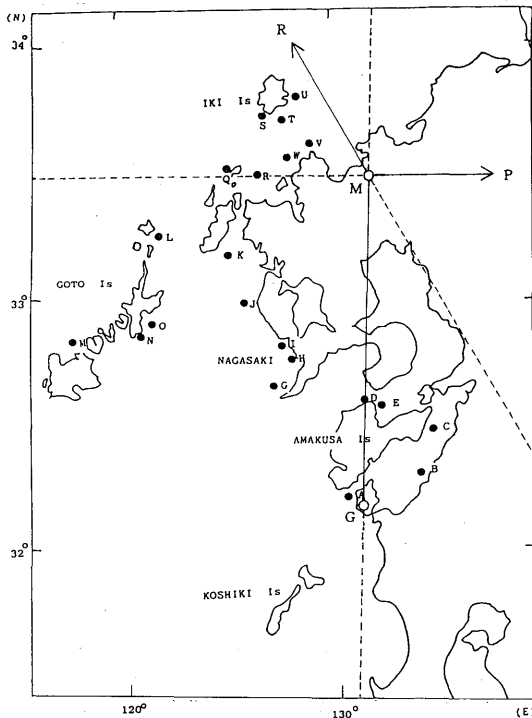 (N)
34°
R
IKI Is
U
S
T
V
W
Q
R
M
P
L
K
33°
GOTO Is
J
M
O
N
I
NAGASAKI
H
G
D
E
C
AMAKUSA Is
B
A
G
32°
KOSHIKI Is
120°
130°
(E)